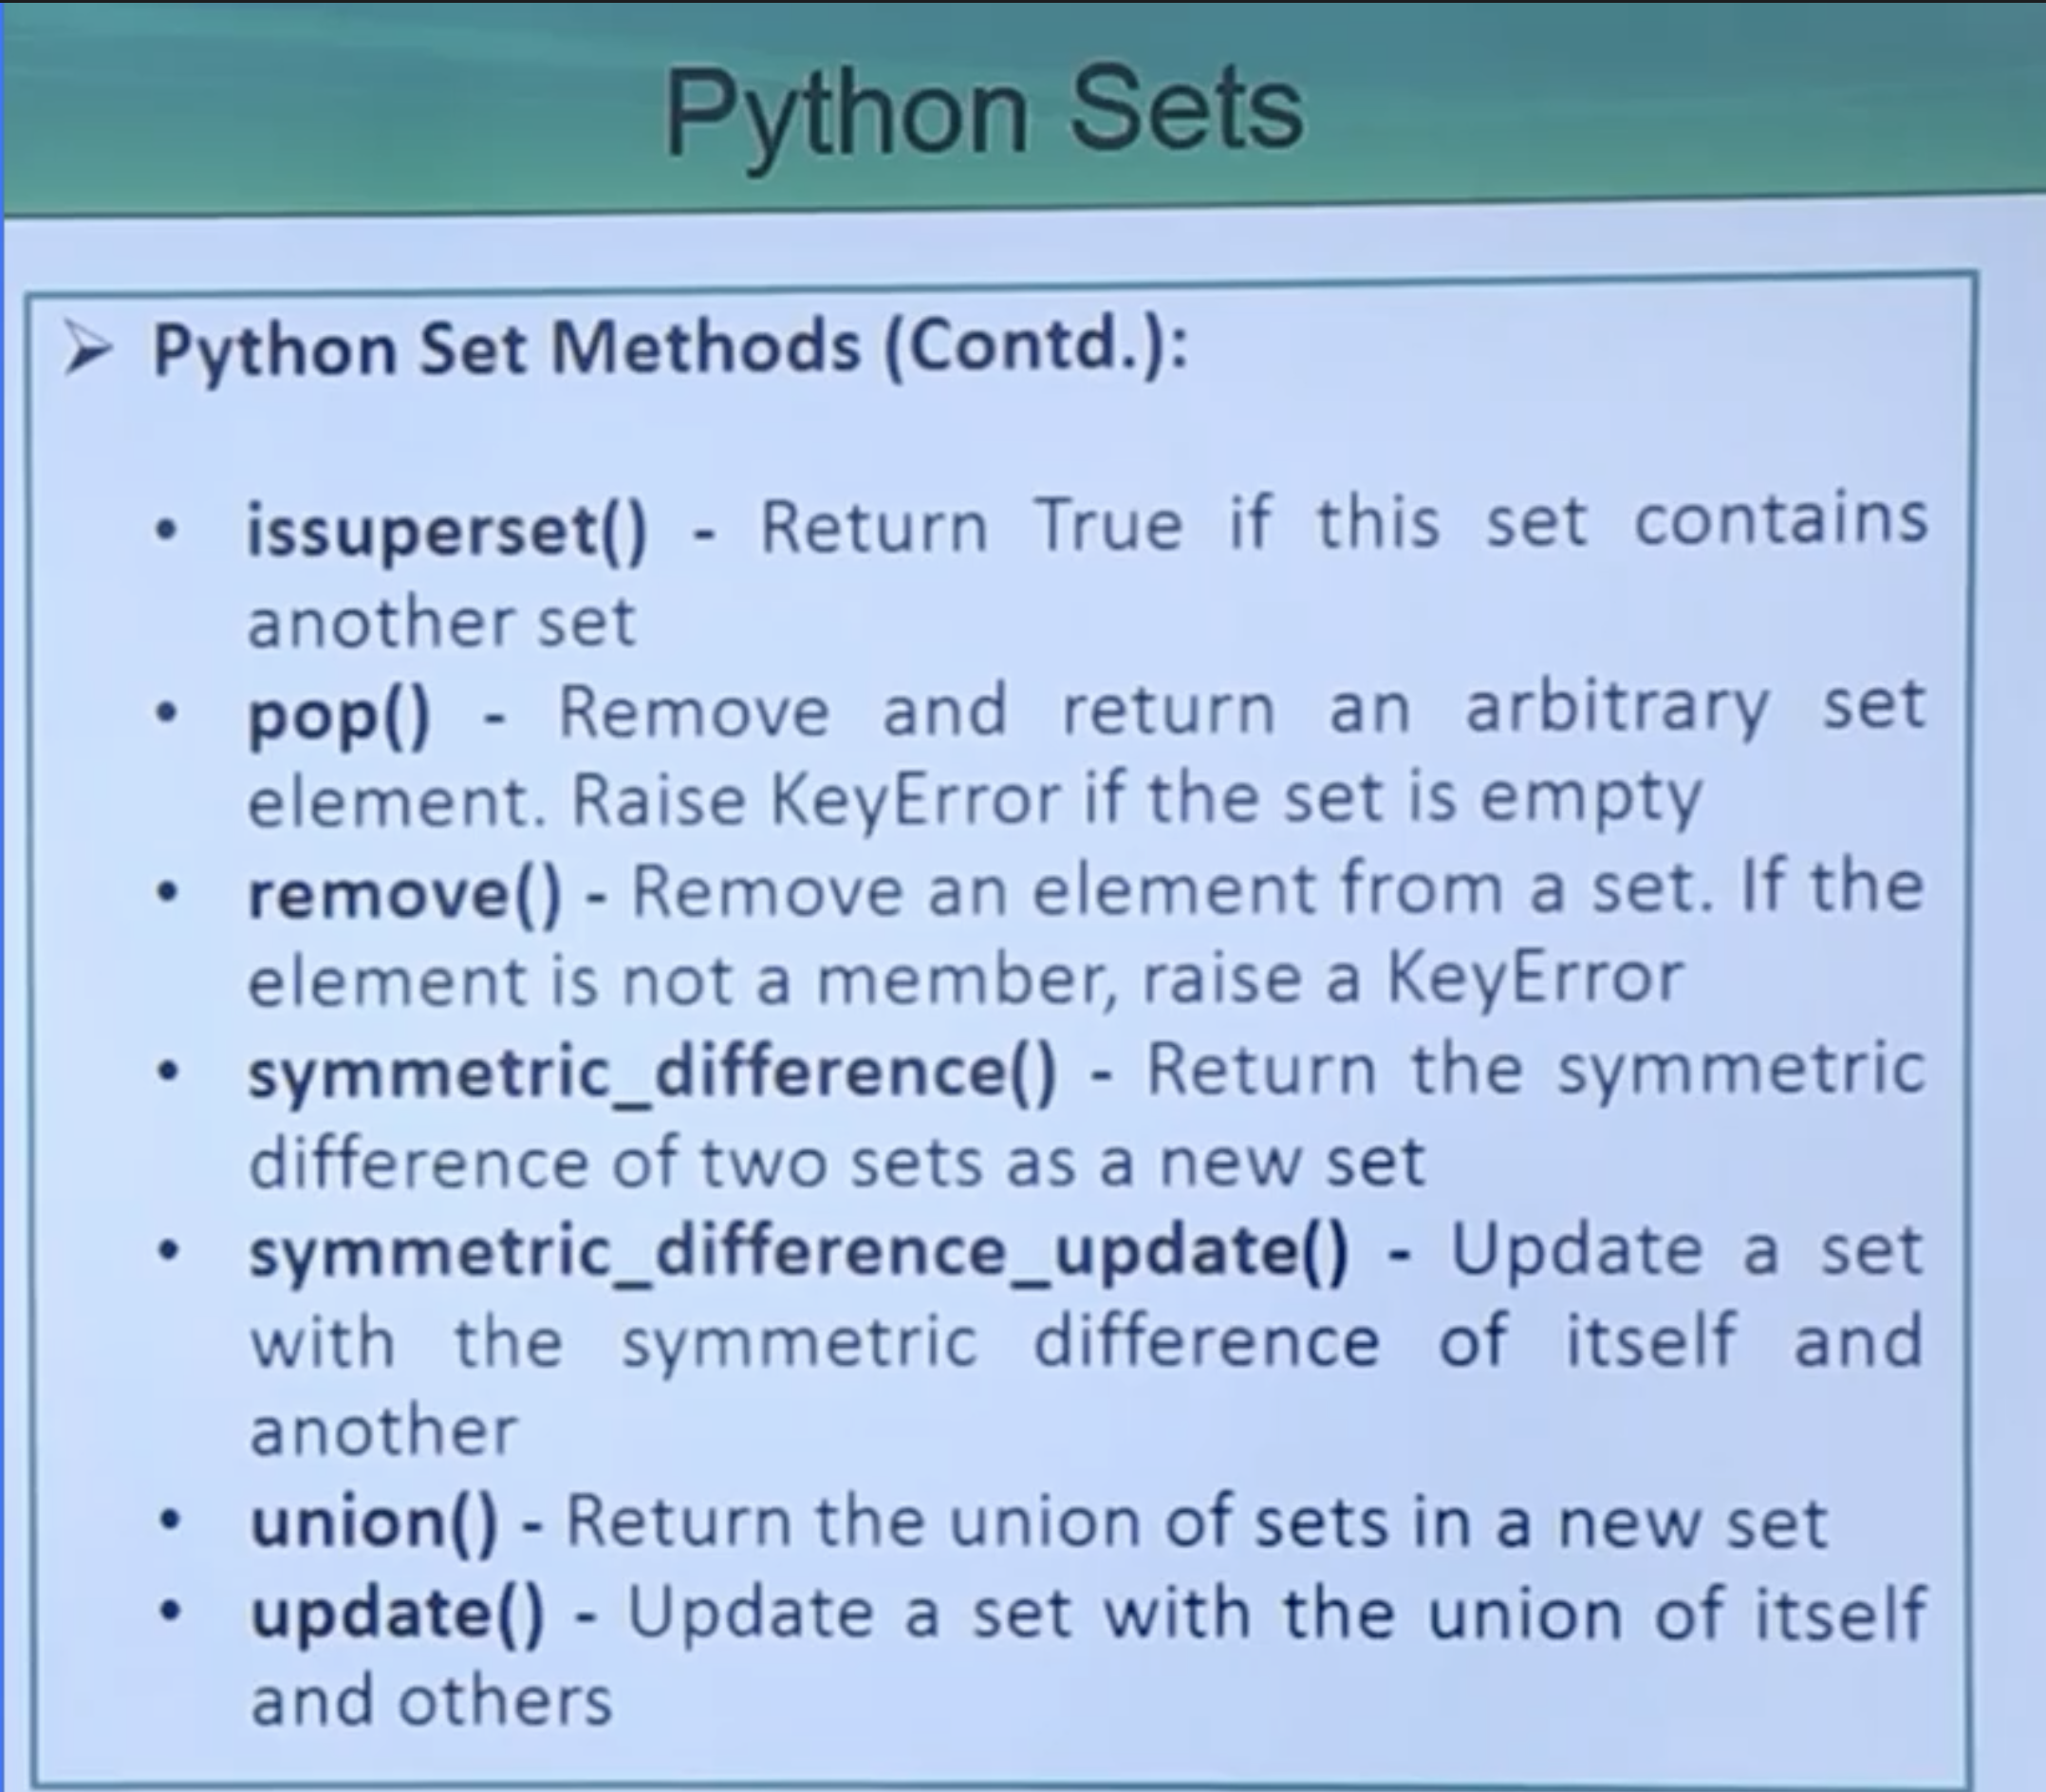 Python Sets
Python Set Methods (Contd.):
issuperset() - Return True if this set contains
another set
pop() - Remove and return an arbitrary set
element. Raise KeyError if the set is empty
remove() - Remove an element from a set. If the
element is not a member, raise a KeyError
symmetric_difference() - Return the symmetric
difference of two sets as a new set
symmetric_difference_update() - Update a set
with the symmetric difference of itself and
another
union() - Return the union of sets in a new set
update() - Update a set with the union of itself
and others